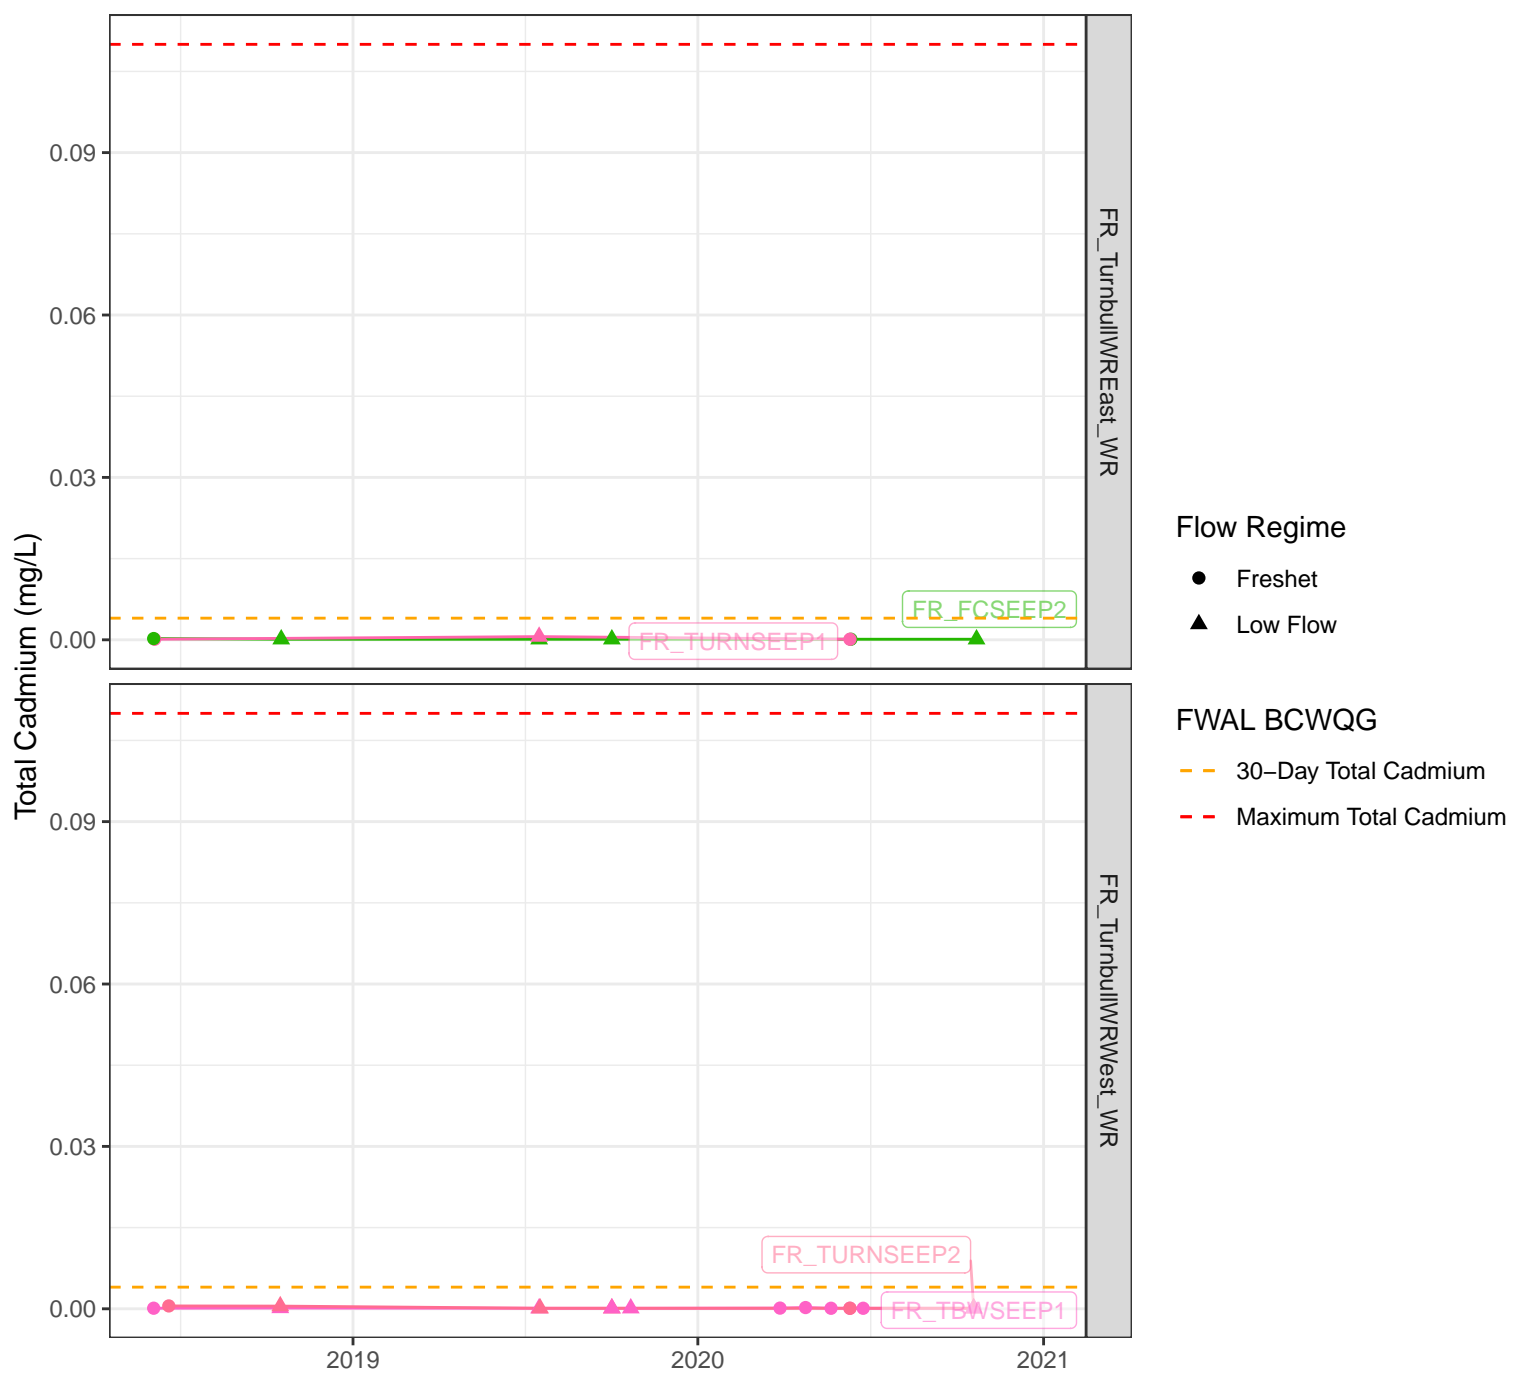 Total Cadmium (mg/L)
0.09
0.06
0.03
0.00
FR_FCSEEP2
FR_TURNSEEP1
FR_TurnbullWREast_WR
0.09
0.06
0.03
0.00
FR_TURNSEEP2
FR_TBWSEEP1
FR_TurnbullWRWest_WR
2019
2020
2021
Flow Regime
Freshet
Low Flow
FWAL BCWQG
30−Day Total Cadmium
Maximum Total Cadmium